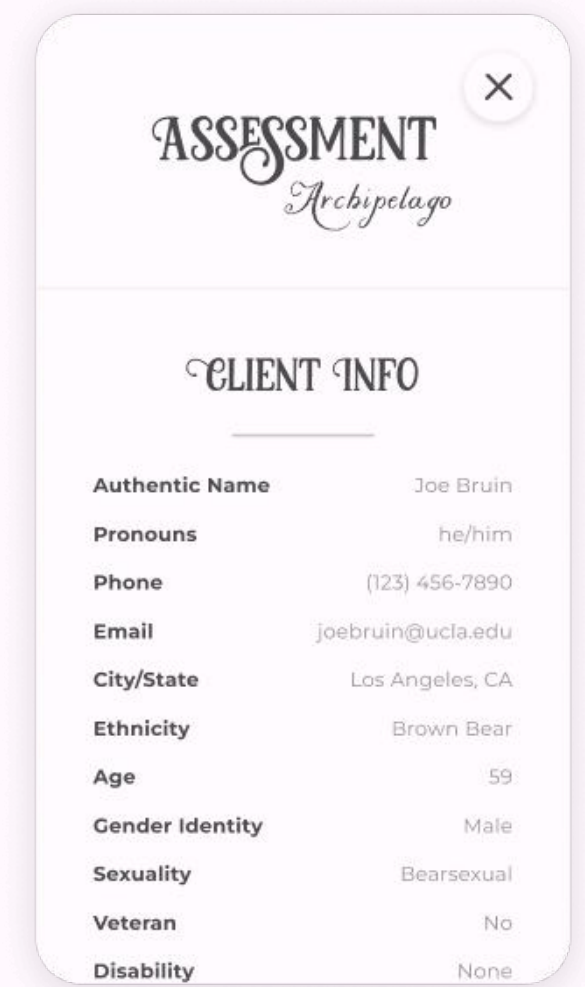 ASSESSMENT
Archipelago
CLIENT INFO
Authentic Name Joe Bruin
Pronouns he/him
Phone (123) 456-7890
Email joebruin@ucla.edu
City/State Los Angeles, CA
Ethnicity Brown Bear
Age 59
Gender Identity Male
Sexuality Bearsexual
Veteran No
Disability None